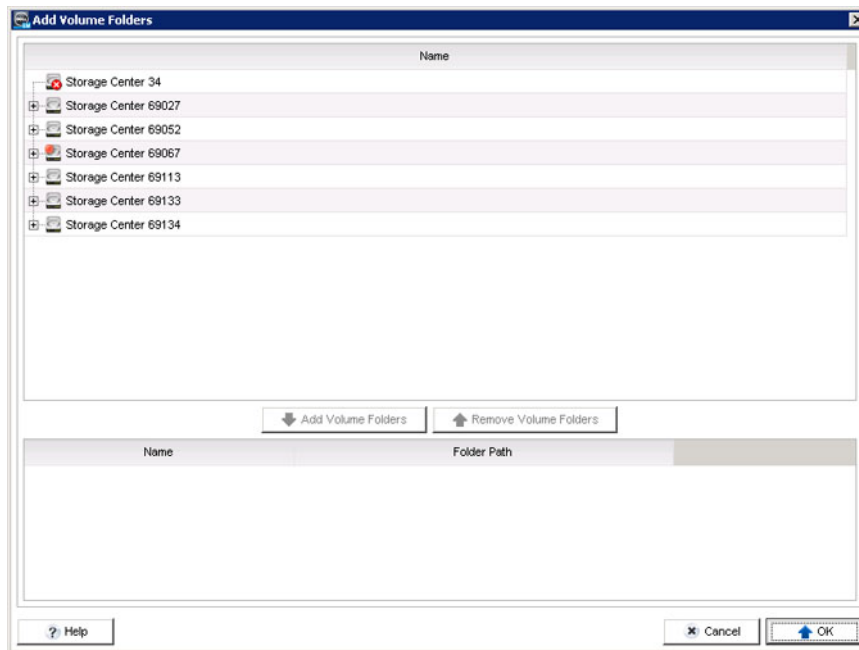 Add Volume Folders
Name
Storage Center 34
Storage Center 69027
Storage Center 69052
Storage Center 69067
Storage Center 69113
Storage Center 69133
Storage Center 69134
Add Volume Folders Remove Volume Folders
Name Folder Path
? Help Cancel OK